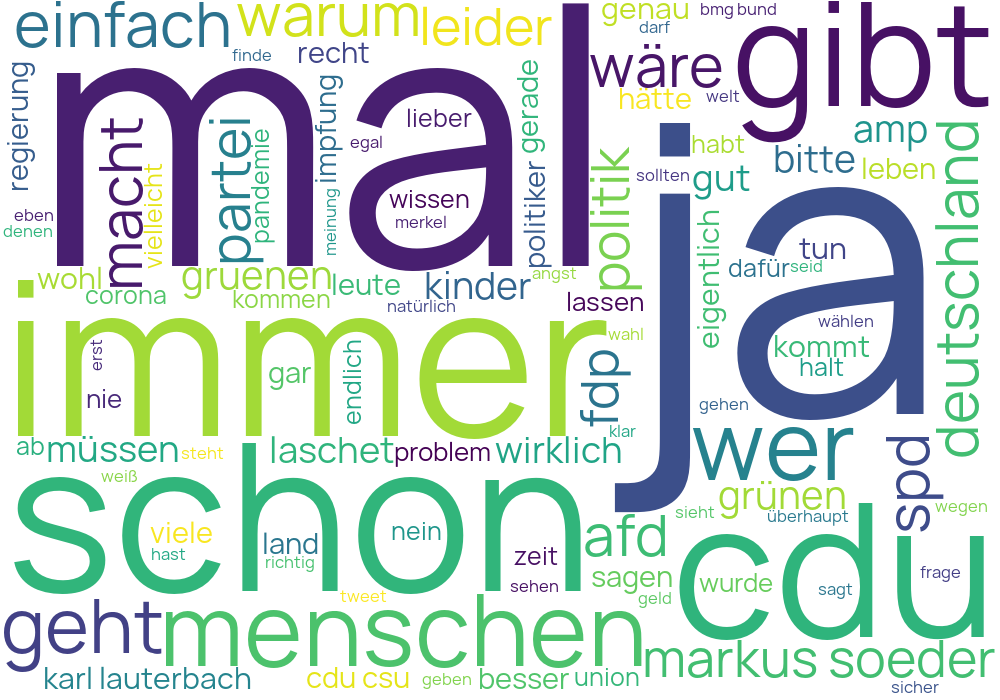 einfach
warum
leider
genau
bmg bund
darf
finde
recht
mal
wäre
gibt
regierung
macht
vielleicht
partei
pandemie
impfung
meinung
egal
lieber
wissen
merkel
gerade
politiker
hätte
welt
habt
amp
bitte
leben
gut
sollten
politik
eigentlich
deutschland
ja
tun
dafür
seid
wählen
kommt
halt
gehen
eben
denen
wohl
corona
gruenen
kommen
leute
natürlich
kinder
angst
lassen
wahl
immer
erst
nie
gar
endlich
fdp
klar
ab
müssen
steht
laschet
problem
wirklich
wer
spd
weiß
schon
viele
hast
land
richtig
nein
zeit
sehen
afd
sieht
grünen
überhaupt
wegen
cdu
sagen
geld
wurde
sagt
frage
tweet
geht
menschen
markus soeder
karl lauterbach
cdu csu
geben
besser
union
sicher